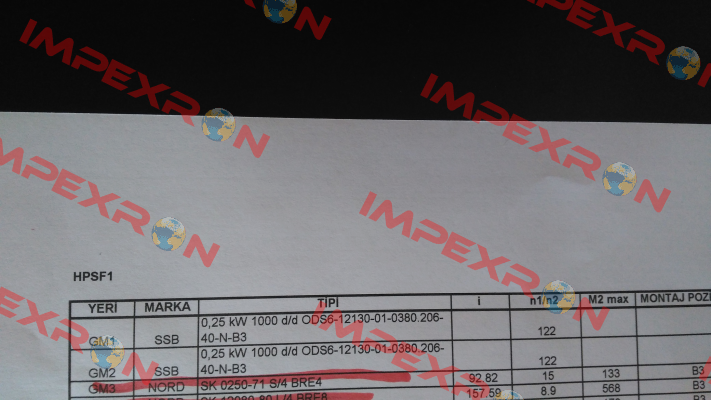 IMPEXRON
IMPEXRON
IMPEXRON
IMPEXRON
IMPEXRON
IMPEXRON
HPSF1
YERİ MARKA TİPİ i n1/n2 M2 max MONTAJ POZ
GM1 SSB 0,25 kW 1000 d/d ODS6-12130-01-0380.206-
40-N-B3 122
GM2 SSB 0,25 kW 1000 d/d ODS6-12130-01-0380.206-
40-N-B3 122
GM3 NORD SK 0250-71 S/4 BRE4 92.82 15 133 B3
157.59 8.9 568 B3